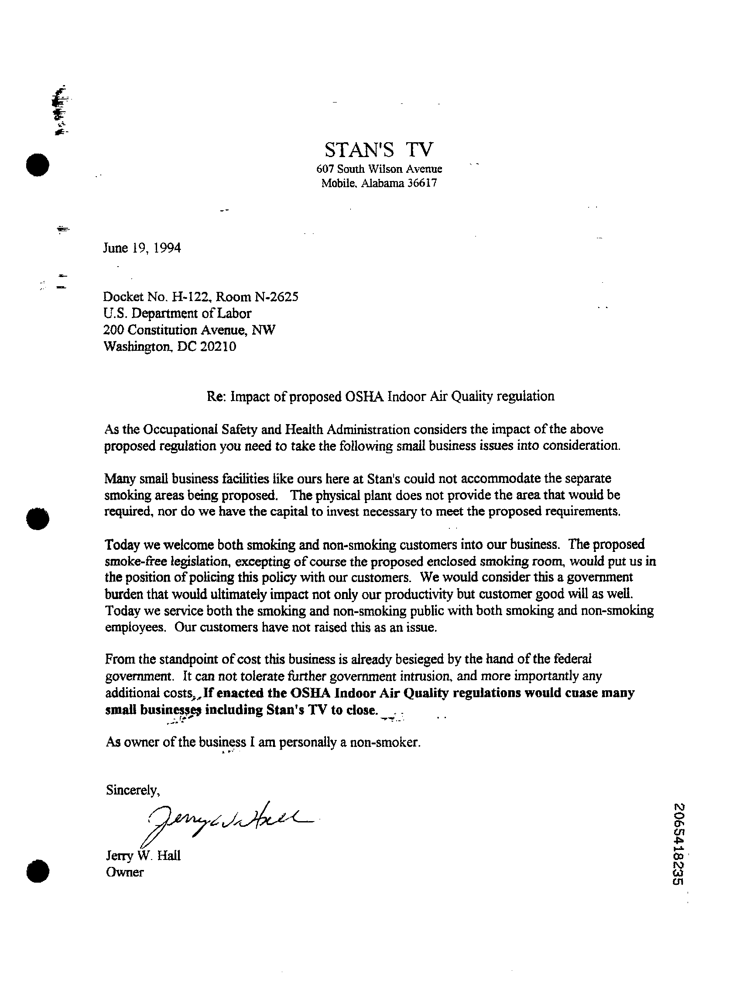 STAN'S TV
607 South Wilson Avenue
Mobile, Alabama 36617
June 19, 1994
Docket No. H-122, Room N-2625
U.S. Department of Labor
200 Constitution Avenue, NW
Washington, DC 20210
Re: Impact of proposed OSHA Indoor Air Quality regulation
As the Occupational Safety and Health Administration considers the impact of the above
proposed regulation you need to take the following small business issues into consideration.
Many small business facilities like ours here at Stan's could not accommodate the separate
smoking areas being proposed. The physical plant does not provide the area that would be
required, nor do we have the capital to invest necessary to meet the proposed requirements.
Today we welcome both smoking and non-smoking customers into our business. The proposed
smoke-free legislation, excepting of course the proposed enclosed smoking room, would put us in
the position of policing this policy with our customers. We would consider this a government
burden that would ultimately impact not only our productivity but customer good will as well.
Today we service both the smoking and non-smoking public with both smoking and non-smoking
employees. Our customers have not raised this as an issue.
From the standpoint of cost this business is already besieged by the hand of the federal
government. It can not tolerate further government intrusion, and more importantly any
additional costs, If enacted the OSHA Indoor Air Quality regulations would cuase many
small businesses including Stan's TV to close.
As owner of the business I am personally a non-smoker.
Sincerely,
Jerry W Hall
Jerry W. Hall
Owner
2065418235